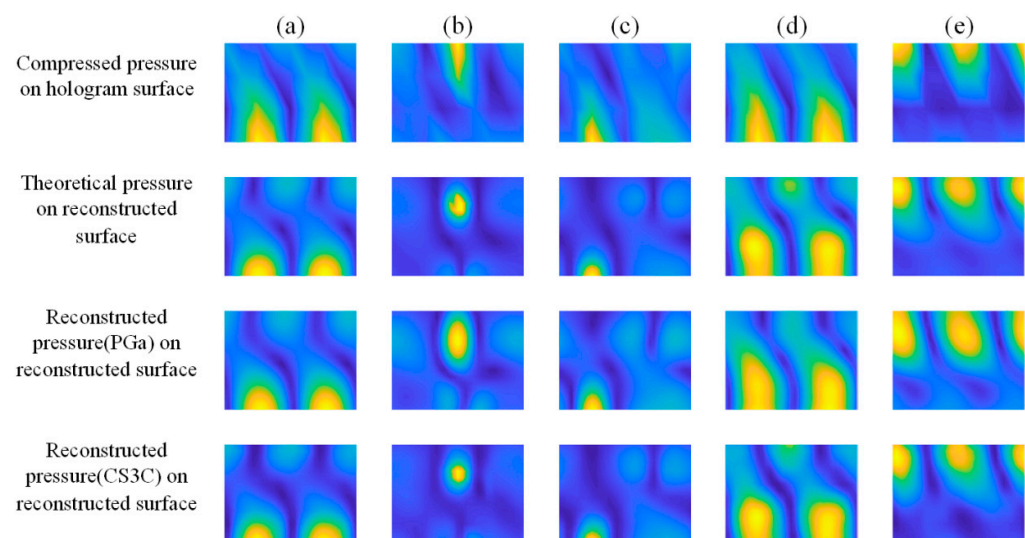 (a) (b) (c) (d) (e)
Compressed pressure
on hologram surface
Theoretical pressure
on reconstructed
surface
Reconstructed
pressure(PGa) on
reconstructed surface
Reconstructed
pressure(CS3C) on
reconstructed surface